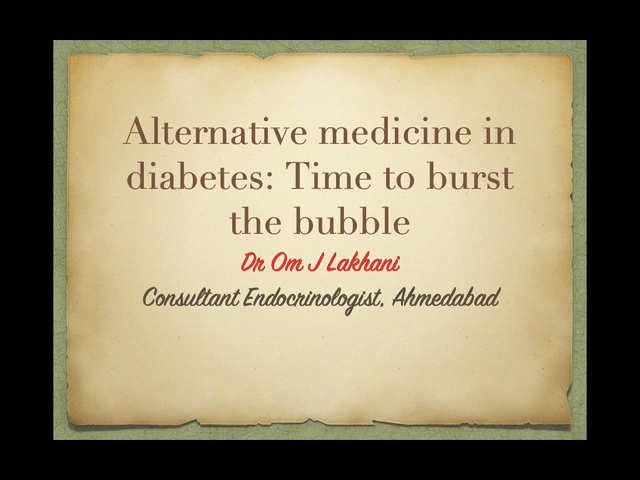 Alternative medicine in
diabetes: Time to burst
the bubble
Dr Om J Lakhani
Consultant Endocrinologist, Ahmedabad